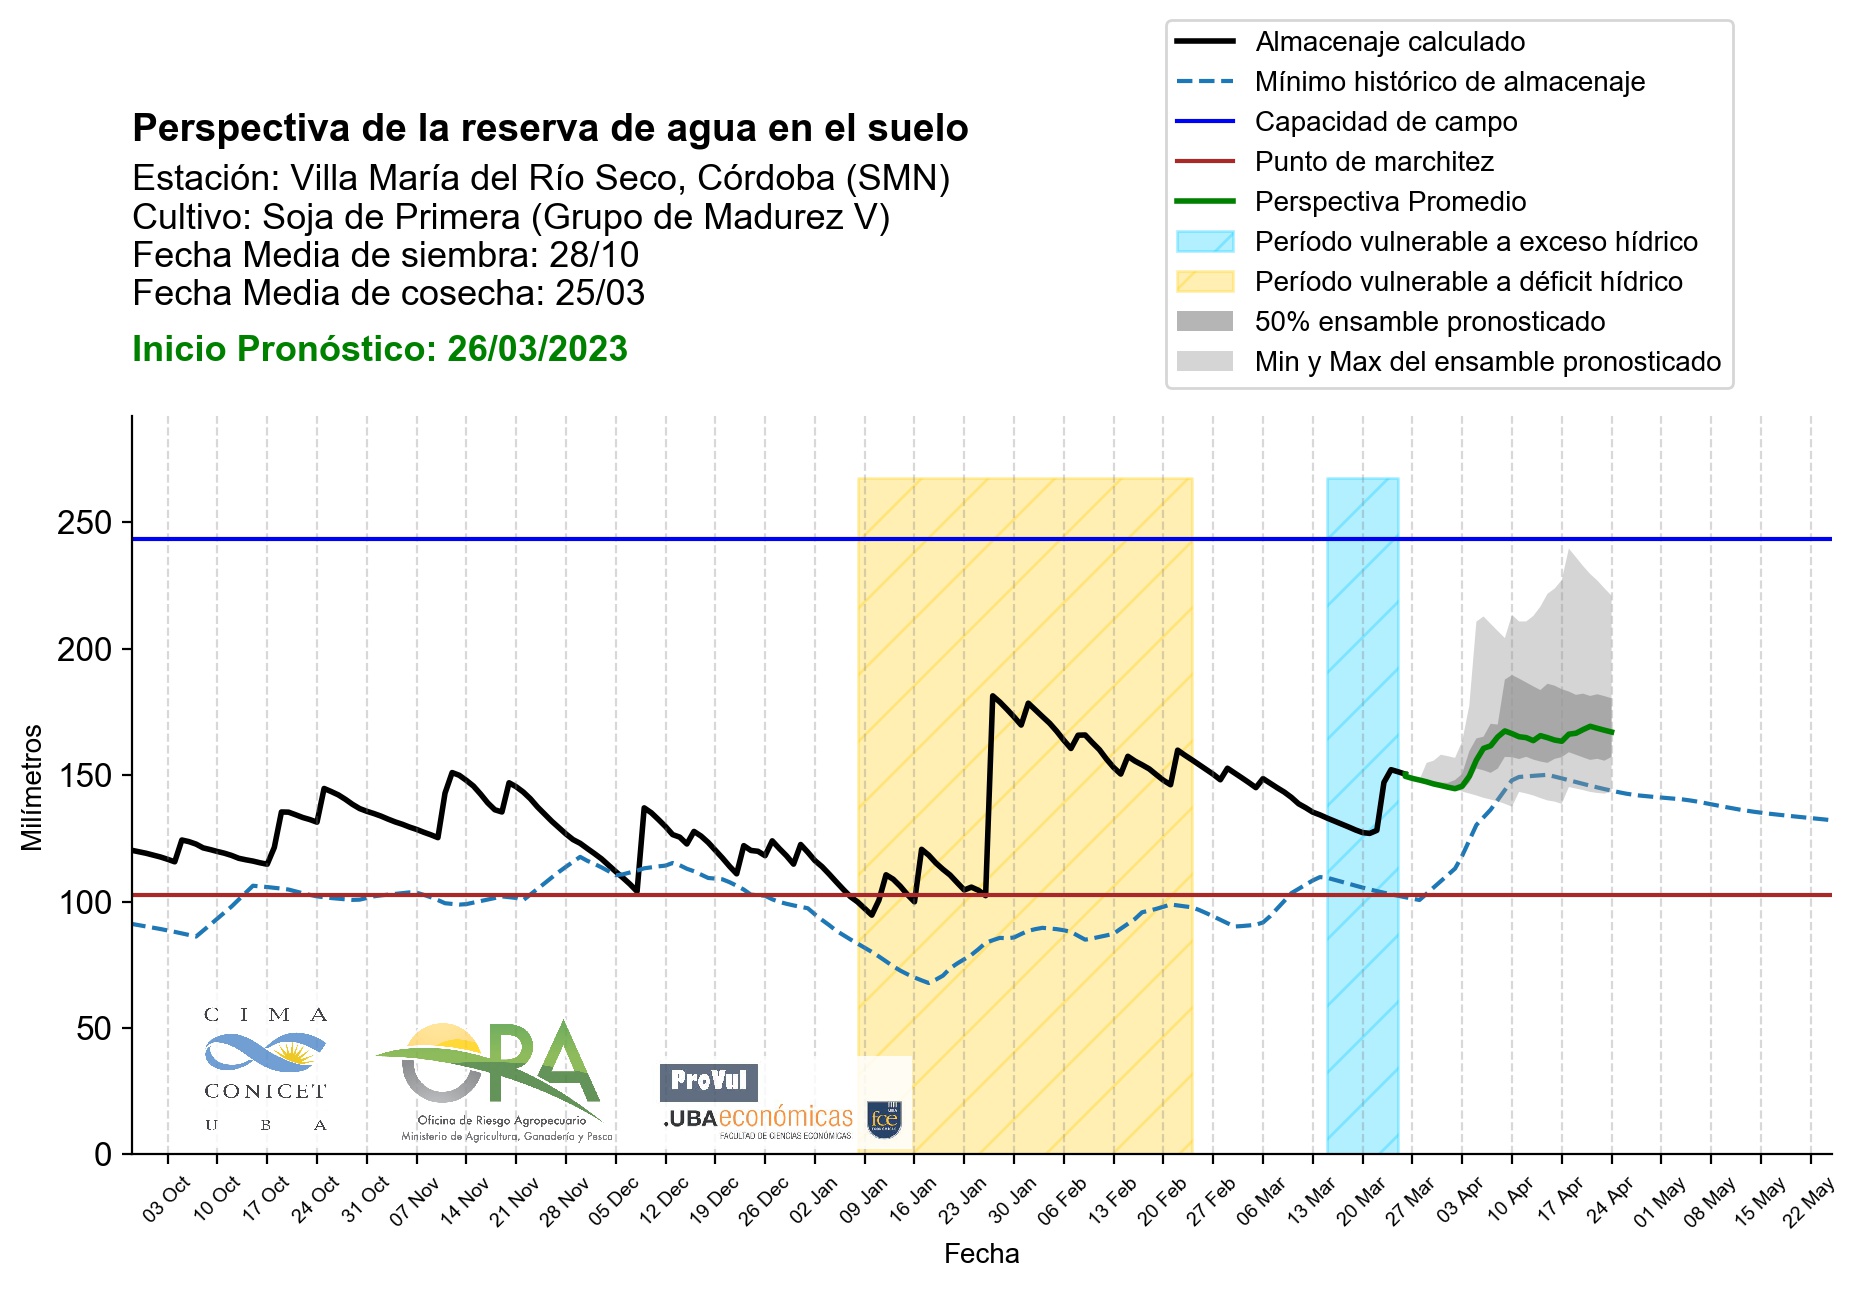 Almacenaje calculado
Mínimo histórico de almacenaje
Capacidad de campo
Punto de marchitez
Perspectiva Promedio
Período vulnerable a exceso hídrico
Período vulnerable a déficit hídrico
50% ensamble pronosticado
Min y Max del ensamble pronosticado
Perspectiva de la reserva de agua en el suelo
Estación: Villa María del Río Seco, Córdoba (SMN)
Cultivo: Soja de Primera (Grupo de Madurez V)
Fecha Media de siembra: 28/10
Fecha Media de cosecha: 25/03
Inicio Pronóstico: 26/03/2023
Milímetros
250
200
150
100
50
0
CIMA
CONICET
UBA
ORA
Oficina de Riesgo Agropecuario
Ministerio de Agricultura, Ganadería y Pesca
ProVul
.UBAeconómicas
FACULTAD DE CIENCIAS ECONÓMICAS
fce
03 Oct
10 Oct
17 Oct
24 Oct
31 Oct
07 Nov
14 Nov
21 Nov
28 Nov
05 Dec
12 Dec
19 Dec
26 Dec
02 Jan
09 Jan
16 Jan
23 Jan
30 Jan
06 Feb
13 Feb
20 Feb
27 Feb
06 Mar
13 Mar
20 Mar
27 Mar
03 Apr
10 Apr
17 Apr
24 Apr
01 May
08 May
15 May
22 May
Fecha